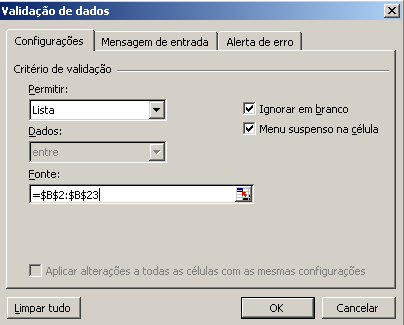 Validação de dados
Configurações Mensagem de entrada Alerta de erro
Critério de validação
Permitir:
Lista
Ignorar em branco
Menu suspenso na célula
Dados:
entre
Fonte:
=$B$2:$B$23
Aplicar alterações a todas as células com as mesmas configurações
Limpar tudo OK Cancelar